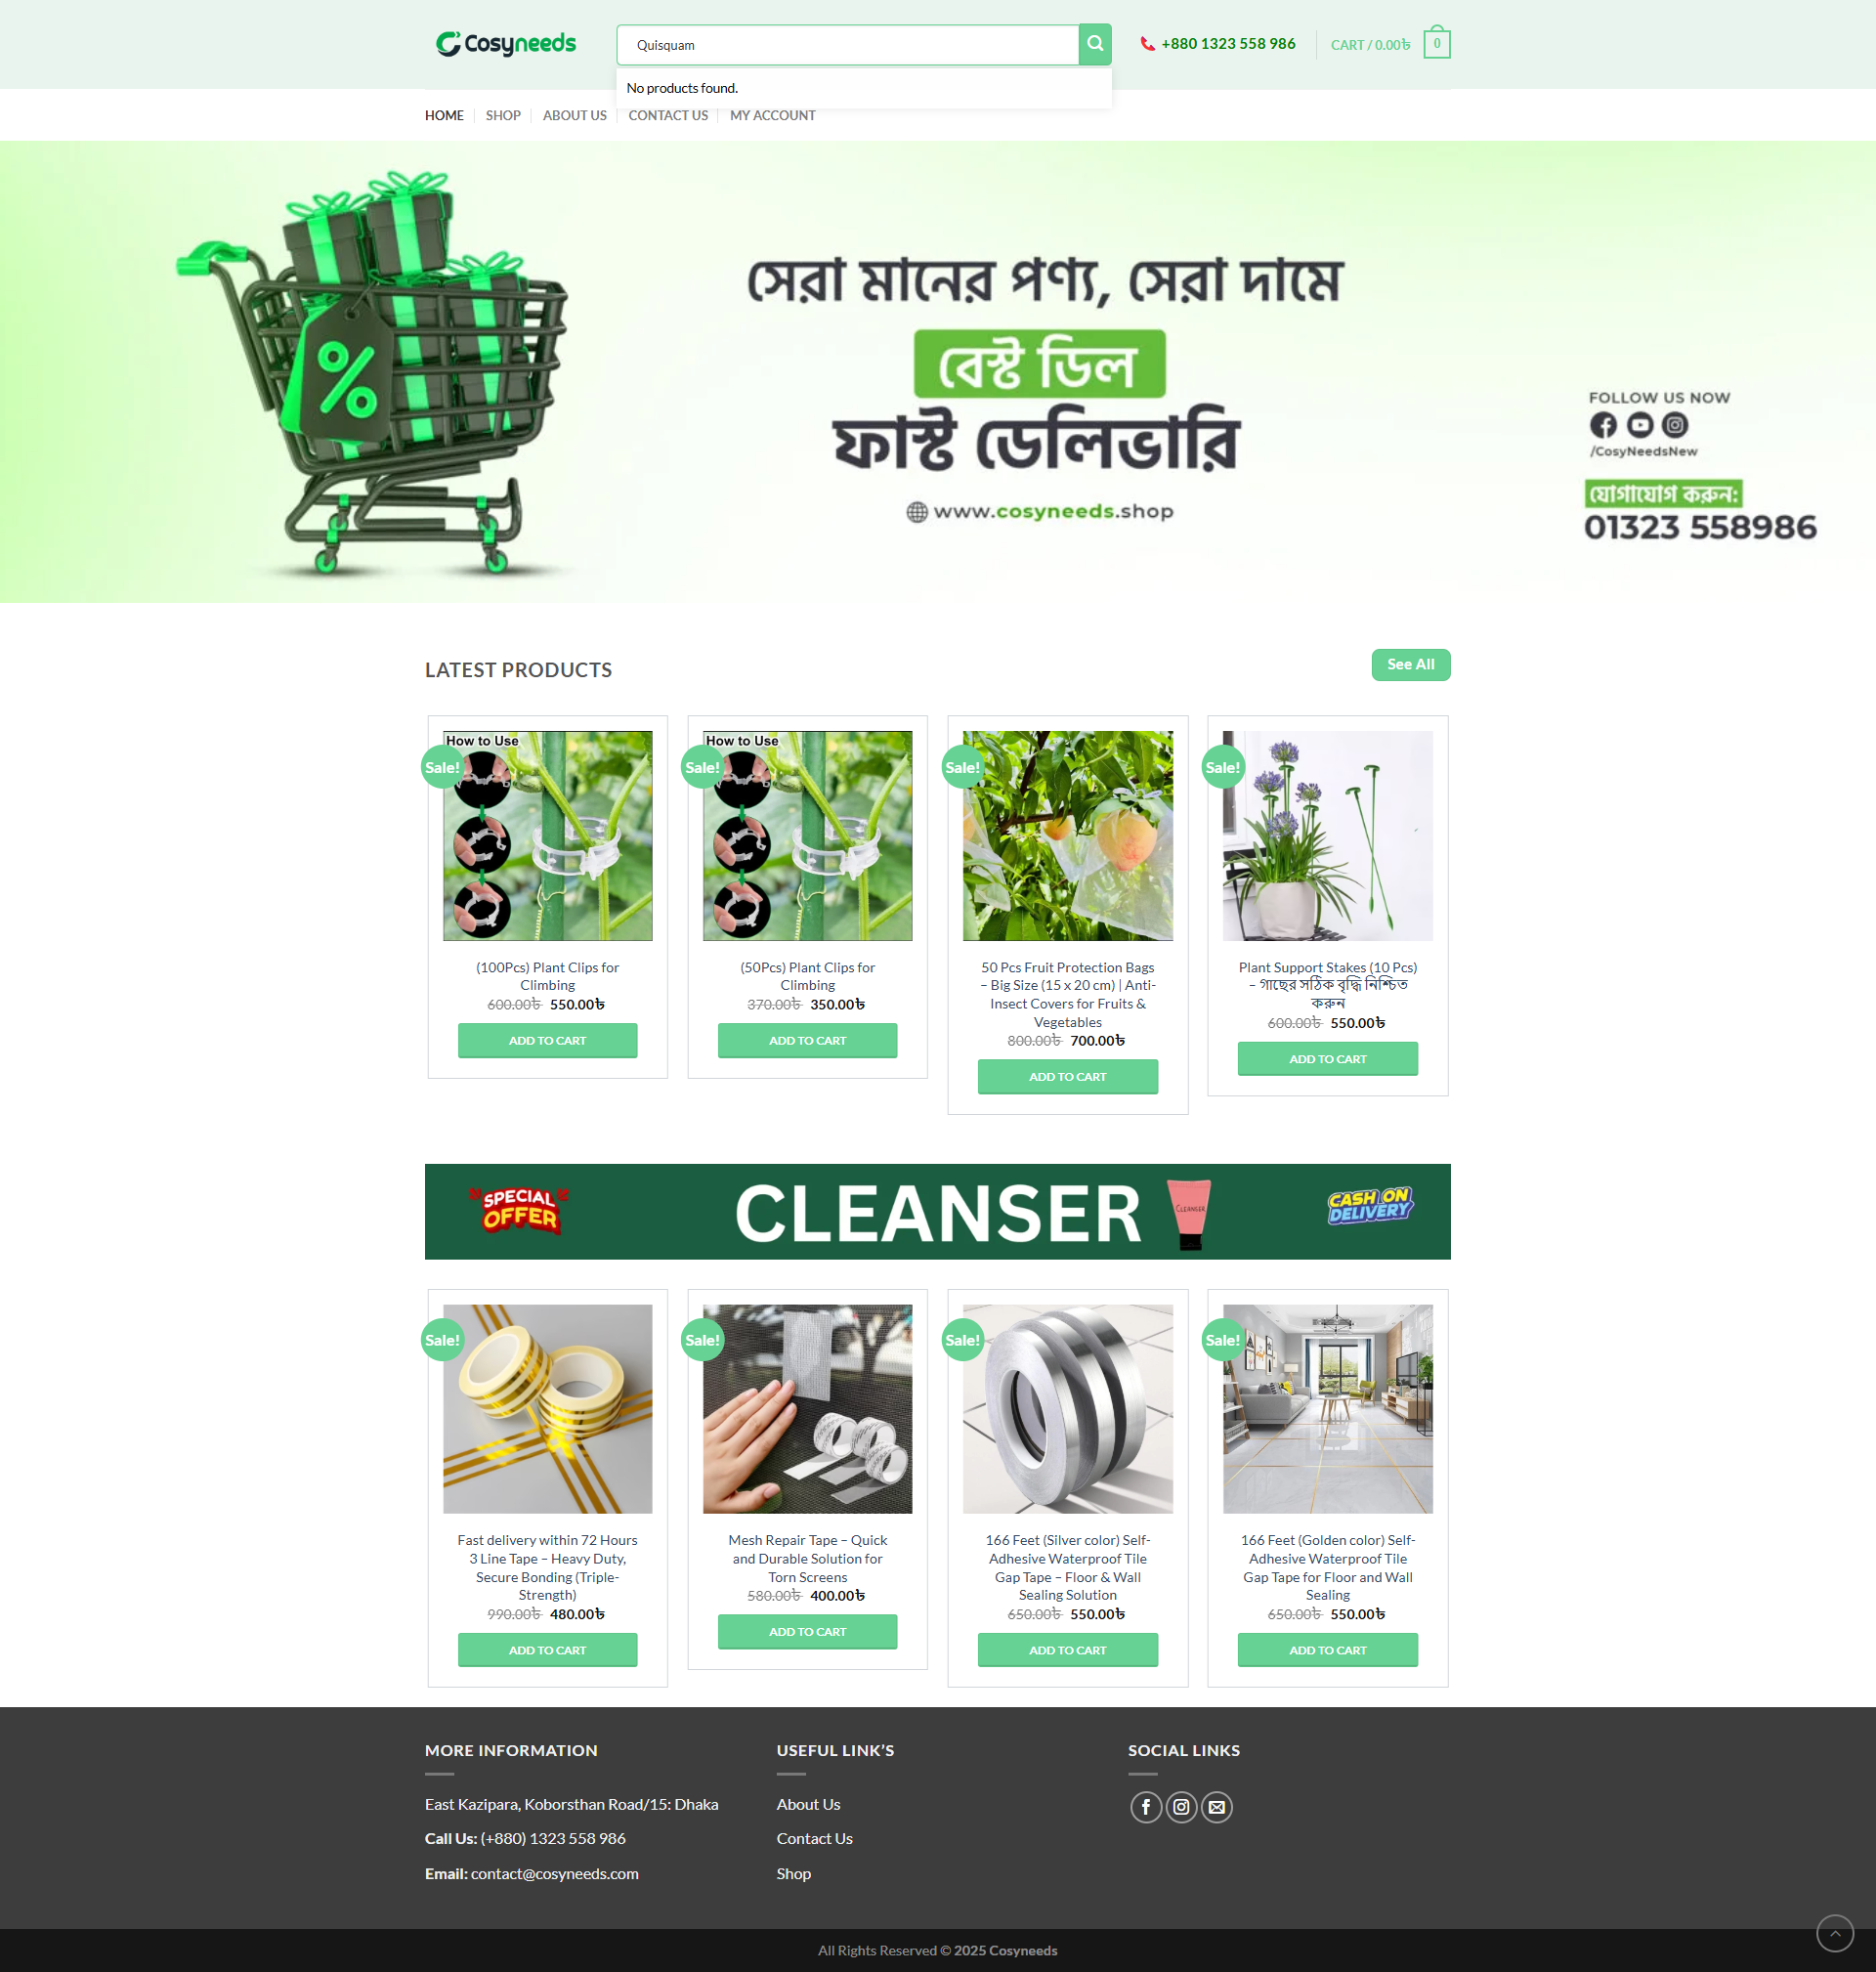 Cosyneeds
Quisquam
+880 1323 558 986
CART / 0.00৳
0
No products found.
HOME
SHOP
ABOUT US
CONTACT US
MY ACCOUNT
সেরা মানের পণ্য, সেরা দামে
বেস্ট ডিল
ফাস্ট ডেলিভারি
www.cosyneeds.shop
%
FOLLOW US NOW
/CosyNeedsNew
যোগাযোগ করুন:
01323 558986
LATEST PRODUCTS
See All
Sale!
How to Use
(100Pcs) Plant Clips for
Climbing
600.00৳ 550.00৳
ADD TO CART
Sale!
How to Use
(50Pcs) Plant Clips for
Climbing
370.00৳ 350.00৳
ADD TO CART
Sale!
50 Pcs Fruit Protection Bags
– Big Size (15 x 20 cm) | Anti-
Insect Covers for Fruits &
Vegetables
800.00৳ 700.00৳
ADD TO CART
Sale!
Plant Support Stakes (10 Pcs)
– গাছের সঠিক বৃদ্ধি নিশ্চিত
করুন
600.00৳ 550.00৳
ADD TO CART
SPECIAL
OFFER
CLEANSER
CLEANSER
CASH ON
DELIVERY
Sale!
Fast delivery within 72 Hours
3 Line Tape – Heavy Duty,
Secure Bonding (Triple-
Strength)
990.00৳ 480.00৳
ADD TO CART
Sale!
Mesh Repair Tape – Quick
and Durable Solution for
Torn Screens
580.00৳ 400.00৳
ADD TO CART
Sale!
166 Feet (Silver color) Self-
Adhesive Waterproof Tile
Gap Tape – Floor & Wall
Sealing Solution
650.00৳ 550.00৳
ADD TO CART
Sale!
166 Feet (Golden color) Self-
Adhesive Waterproof Tile
Gap Tape for Floor and Wall
Sealing
650.00৳ 550.00৳
ADD TO CART
MORE INFORMATION
East Kazipara, Koborsthan Road/15: Dhaka
Call Us: (+880) 1323 558 986
Email: contact@cosyneeds.com
USEFUL LINK’S
About Us
Contact Us
Shop
SOCIAL LINKS
All Rights Reserved © 2025 Cosyneeds